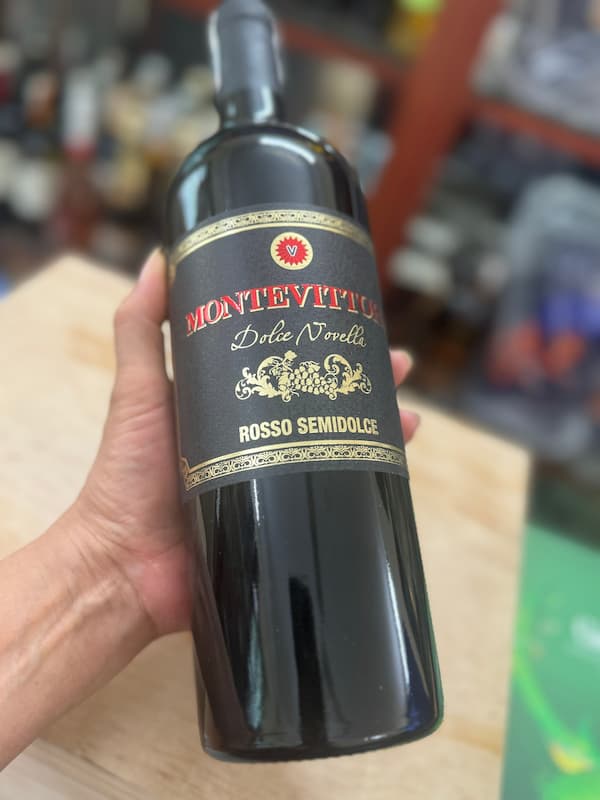 V
MONTEVITTO
Dolce Novella
ROSSO SEMIDOLCE